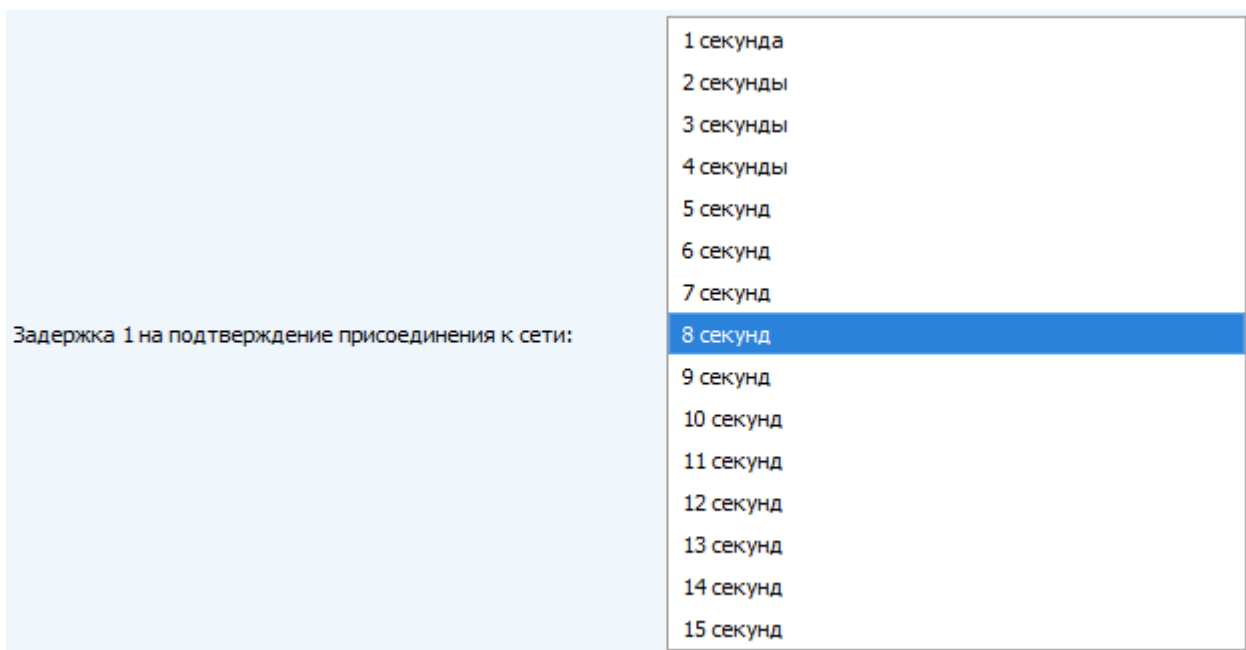 1 секунда
2 секунды
3 секунды
4 секунды
5 секунд
6 секунд
7 секунд
Задержка 1 на подтверждение присоединения к сети:
8 секунд
9 секунд
10 секунд
11 секунд
12 секунд
13 секунд
14 секунд
15 секунд